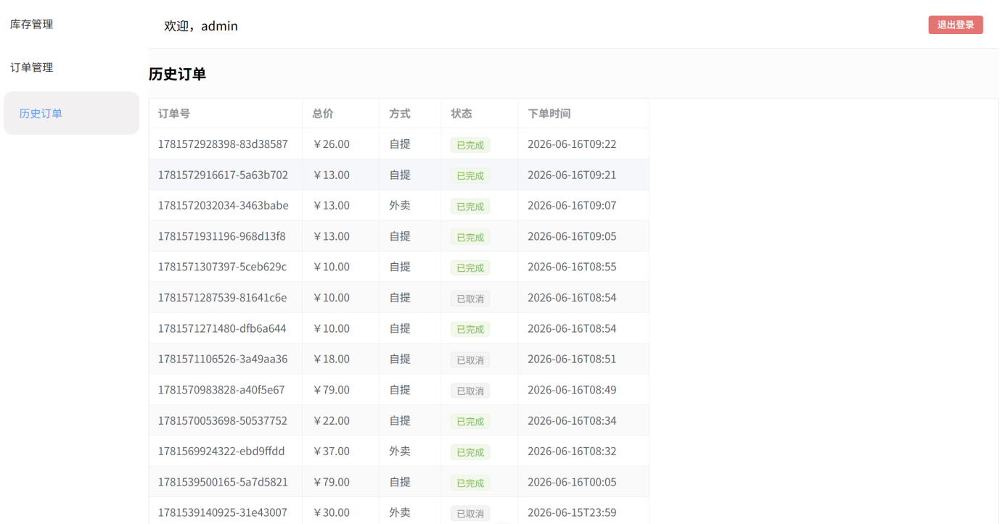 库存管理
订单管理
历史订单
欢迎，admin
退出登录
历史订单
订单号 总价 方式 状态 下单时间
1781572928398-83d38587 ￥26.00 自提 已完成 2026-06-16T09:22
1781572916617-5a63b702 ￥13.00 自提 已完成 2026-06-16T09:21
1781572032034-3463babe ￥13.00 外卖 已完成 2026-06-16T09:07
1781571931196-968d13f8 ￥13.00 自提 已完成 2026-06-16T09:05
1781571307397-5ceb629c ￥10.00 自提 已完成 2026-06-16T08:55
1781571287539-81641c6e ￥10.00 自提 已取消 2026-06-16T08:54
1781571271480-dfb6a644 ￥10.00 自提 已完成 2026-06-16T08:54
1781571106526-3a49aa36 ￥18.00 自提 已取消 2026-06-16T08:51
1781570983828-a40f5e67 ￥79.00 自提 已取消 2026-06-16T08:49
1781570053698-50537752 ￥22.00 自提 已完成 2026-06-16T08:34
1781569924322-ebd9ffdd ￥37.00 外卖 已完成 2026-06-16T08:32
1781539500165-5a7d5821 ￥79.00 自提 已完成 2026-06-16T00:05
1781539140925-31e43007 ￥30.00 外卖 已取消 2026-06-15T23:59